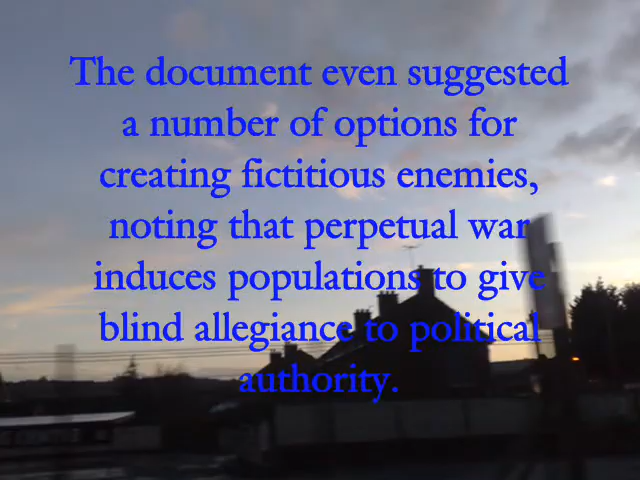 The document even suggested
a number of options for
creating fictitious enemies,
noting that perpetual war
induces populations to give
blind allegiance to political
authority.